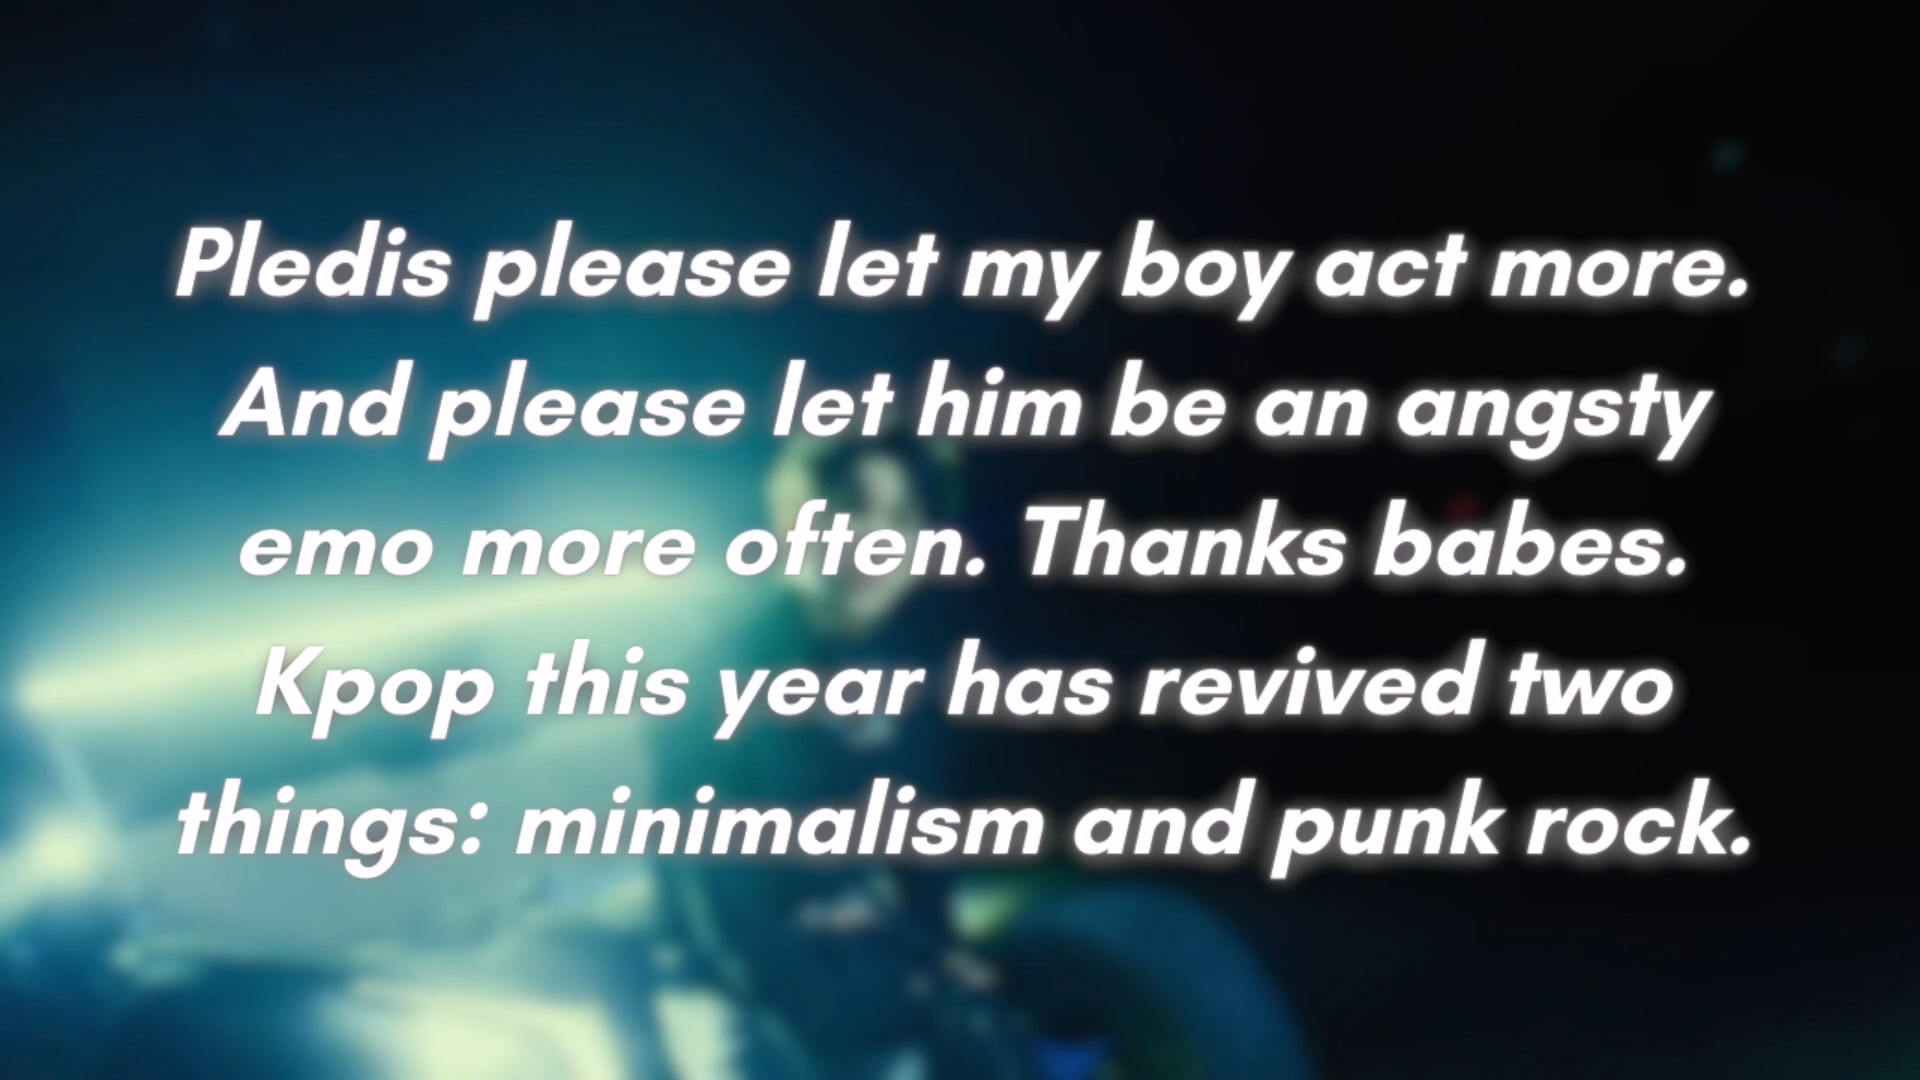 Pledis please let my boy act more.
And please let him be an angsty
emo more often. Thanks babes.
Kpop this year has revived two
things: minimalism and punk rock.